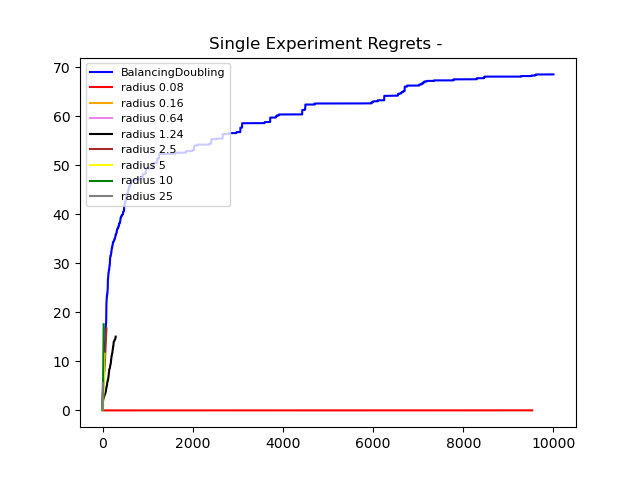 Single Experiment Regrets -
BalancingDoubling
radius 0.08
radius 0.16
radius 0.64
radius 1.24
radius 2.5
radius 5
radius 10
radius 25
70
60
50
40
30
20
10
0
0 2000 4000 6000 8000 10000